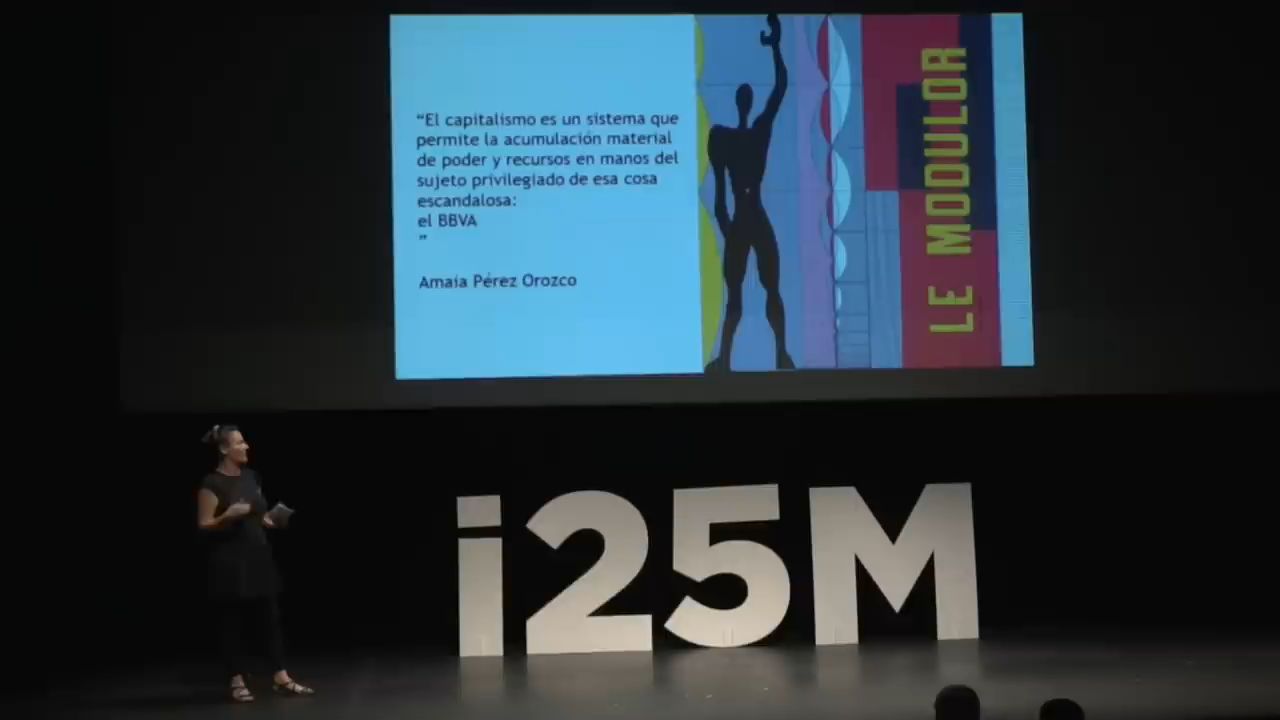 “El capitalismo es un sistema que
permite la acumulación material
de poder y recursos en manos del
sujeto privilegiado de esa cosa
escandalosa:
el BBVA
”
Amaia Pérez Orozco
LE MODULOR
i25M